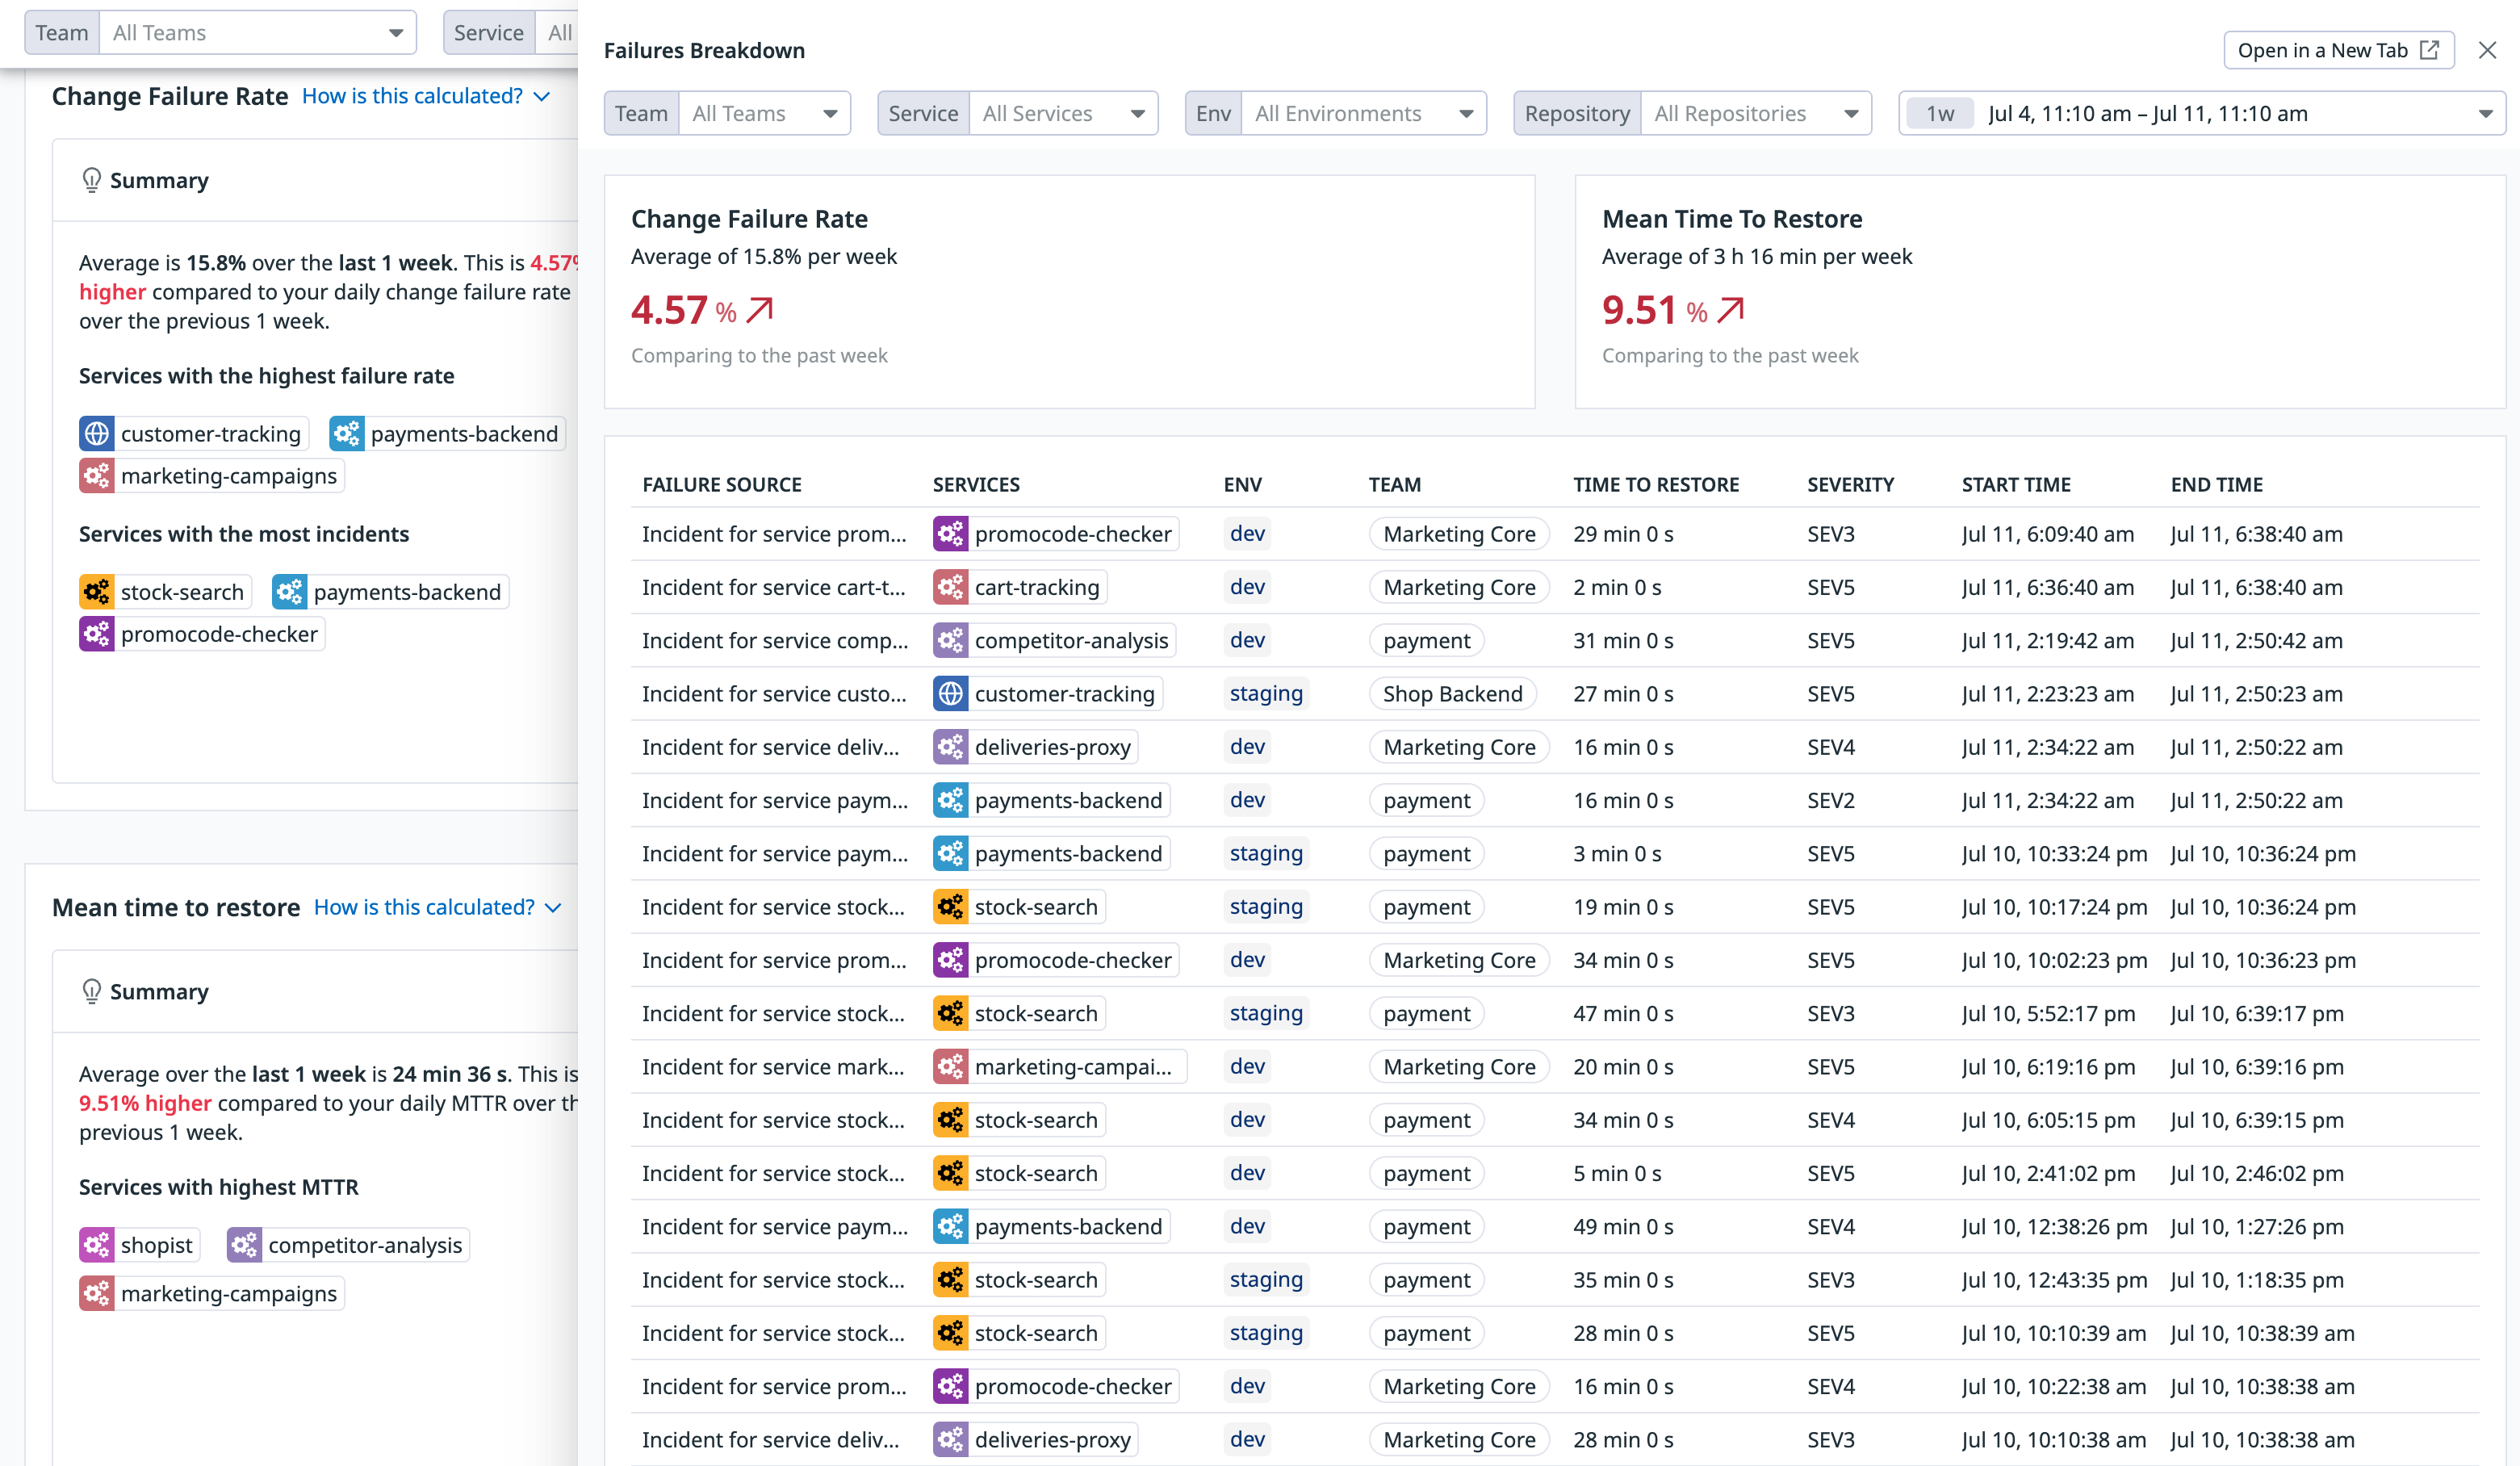 Team All Teams
Service All
Change Failure Rate How is this calculated?
Summary
Average is 15.8% over the last 1 week. This is 4.57%
higher compared to your daily change failure rate
over the previous 1 week.
Services with the highest failure rate
customer-tracking payments-backend
marketing-campaigns
Services with the most incidents
stock-search payments-backend
promocode-checker
Mean time to restore How is this calculated?
Summary
Average over the last 1 week is 24 min 36 s. This is
9.51% higher compared to your daily MTTR over
previous 1 week.
Services with highest MTTR
shopist competitor-analysis
marketing-campaigns
Failures Breakdown
Open in a New Tab
Team All Teams Service All Services Env All Environments Repository All Repositories 1w Jul 4, 11:10 am – Jul 11, 11:10 am
Change Failure Rate
Average of 15.8% per week
4.57 %
Comparing to the past week
Mean Time To Restore
Average of 3 h 16 min per week
9.51 %
Comparing to the past week
FAILURE SOURCE SERVICES ENV TEAM TIME TO RESTORE SEVERITY START TIME END TIME
Incident for service prom... promocode-checker dev Marketing Core 29 min 0 s SEV3 Jul 11, 6:09:40 am Jul 11, 6:38:40 am
Incident for service cart-t... cart-tracking dev Marketing Core 2 min 0 s SEV5 Jul 11, 6:36:40 am Jul 11, 6:38:40 am
Incident for service comp... competitor-analysis dev payment 31 min 0 s SEV5 Jul 11, 2:19:42 am Jul 11, 2:50:42 am
Incident for service custo... customer-tracking staging Shop Backend 27 min 0 s SEV5 Jul 11, 2:23:23 am Jul 11, 2:50:23 am
Incident for service deliv... deliveries-proxy dev Marketing Core 16 min 0 s SEV4 Jul 11, 2:34:22 am Jul 11, 2:50:22 am
Incident for service paym... payments-backend dev payment 16 min 0 s SEV2 Jul 11, 2:34:22 am Jul 11, 2:50:22 am
Incident for service paym... payments-backend staging payment 3 min 0 s SEV5 Jul 10, 10:33:24 pm Jul 10, 10:36:24 pm
Incident for service stock... stock-search staging payment 19 min 0 s SEV5 Jul 10, 10:17:24 pm Jul 10, 10:36:24 pm
Incident for service prom... promocode-checker dev Marketing Core 34 min 0 s SEV5 Jul 10, 10:02:23 pm Jul 10, 10:36:23 pm
Incident for service stock... stock-search staging payment 47 min 0 s SEV3 Jul 10, 5:52:17 pm Jul 10, 6:39:17 pm
Incident for service mark... marketing-campai... dev Marketing Core 20 min 0 s SEV5 Jul 10, 6:19:16 pm Jul 10, 6:39:16 pm
Incident for service stock... stock-search dev payment 34 min 0 s SEV4 Jul 10, 6:05:15 pm Jul 10, 6:39:15 pm
Incident for service stock... stock-search dev payment 5 min 0 s SEV5 Jul 10, 2:41:02 pm Jul 10, 2:46:02 pm
Incident for service paym... payments-backend dev payment 49 min 0 s SEV4 Jul 10, 12:38:26 pm Jul 10, 1:27:26 pm
Incident for service stock... stock-search staging payment 35 min 0 s SEV3 Jul 10, 12:43:35 pm Jul 10, 1:18:35 pm
Incident for service stock... stock-search staging payment 28 min 0 s SEV5 Jul 10, 10:10:39 am Jul 10, 10:38:39 am
Incident for service prom... promocode-checker dev Marketing Core 16 min 0 s SEV4 Jul 10, 10:22:38 am Jul 10, 10:38:38 am
Incident for service deliv... deliveries-proxy dev Marketing Core 28 min 0 s SEV3 Jul 10, 10:10:38 am Jul 10, 10:38:38 am